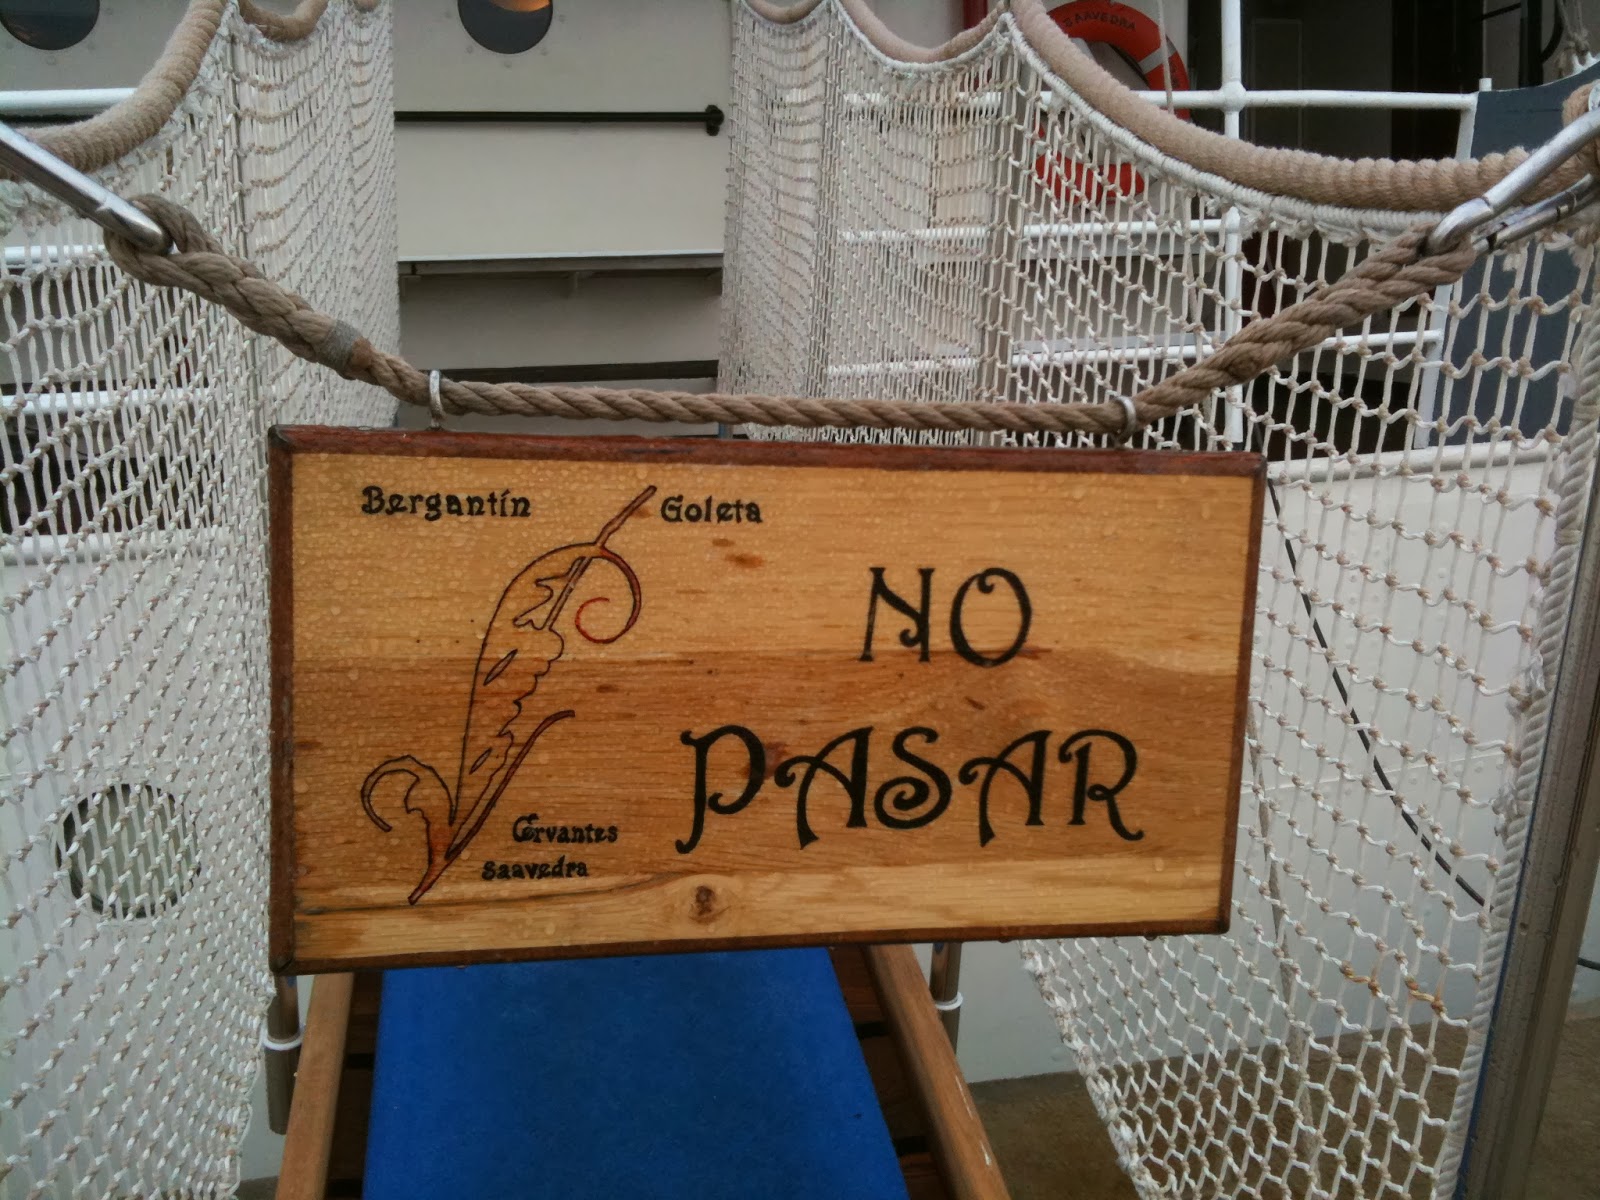 SAAVEDRA
Bergantín Goleta
NO
PASAR
Cervantes
Saavedra